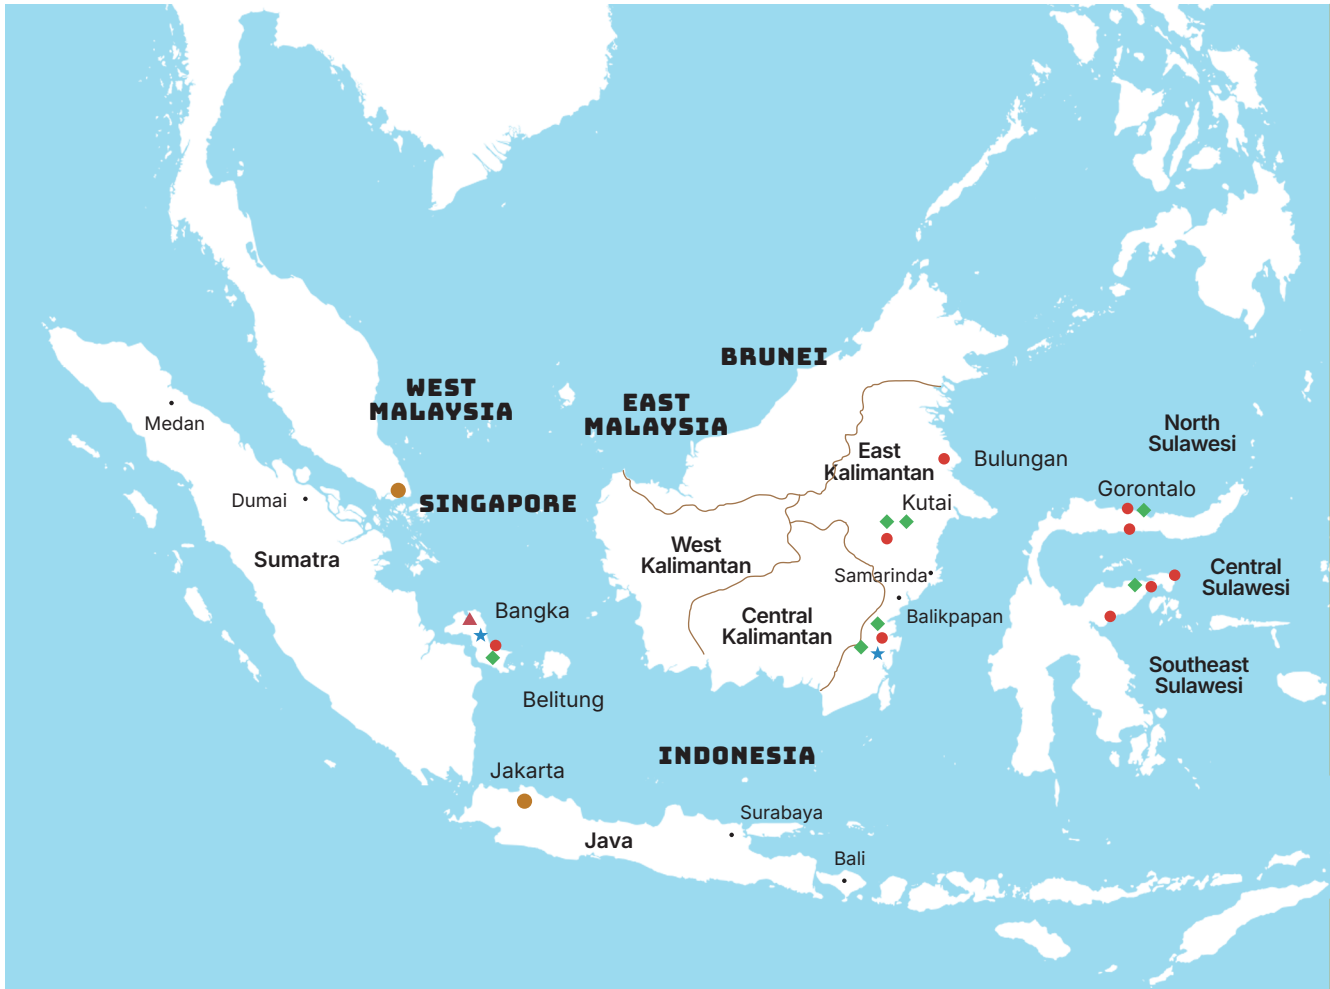 BRUNEI
WEST
MALAYSIA
EAST
MALAYSIA
Medan
North
Sulawesi
East
Kalimantan
Bulungan
Dumai
SINGAPORE
Kutai
Gorontalo
Sumatra
West
Kalimantan
Samarinda
Central
Sulawesi
Bangka
Central
Kalimantan
Balikpapan
Southeast
Sulawesi
Belitung
INDONESIA
Jakarta
Surabaya
Java
Bali